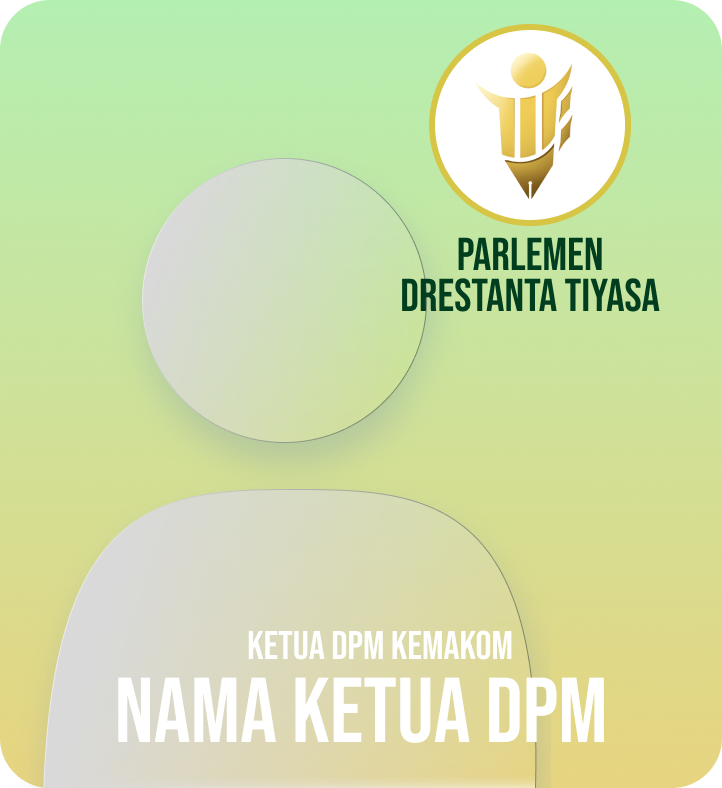 PARLEMEN
DRESTANTA TIYASA
KETUA DPM KEMAKOM
NAMA KETUA DPM